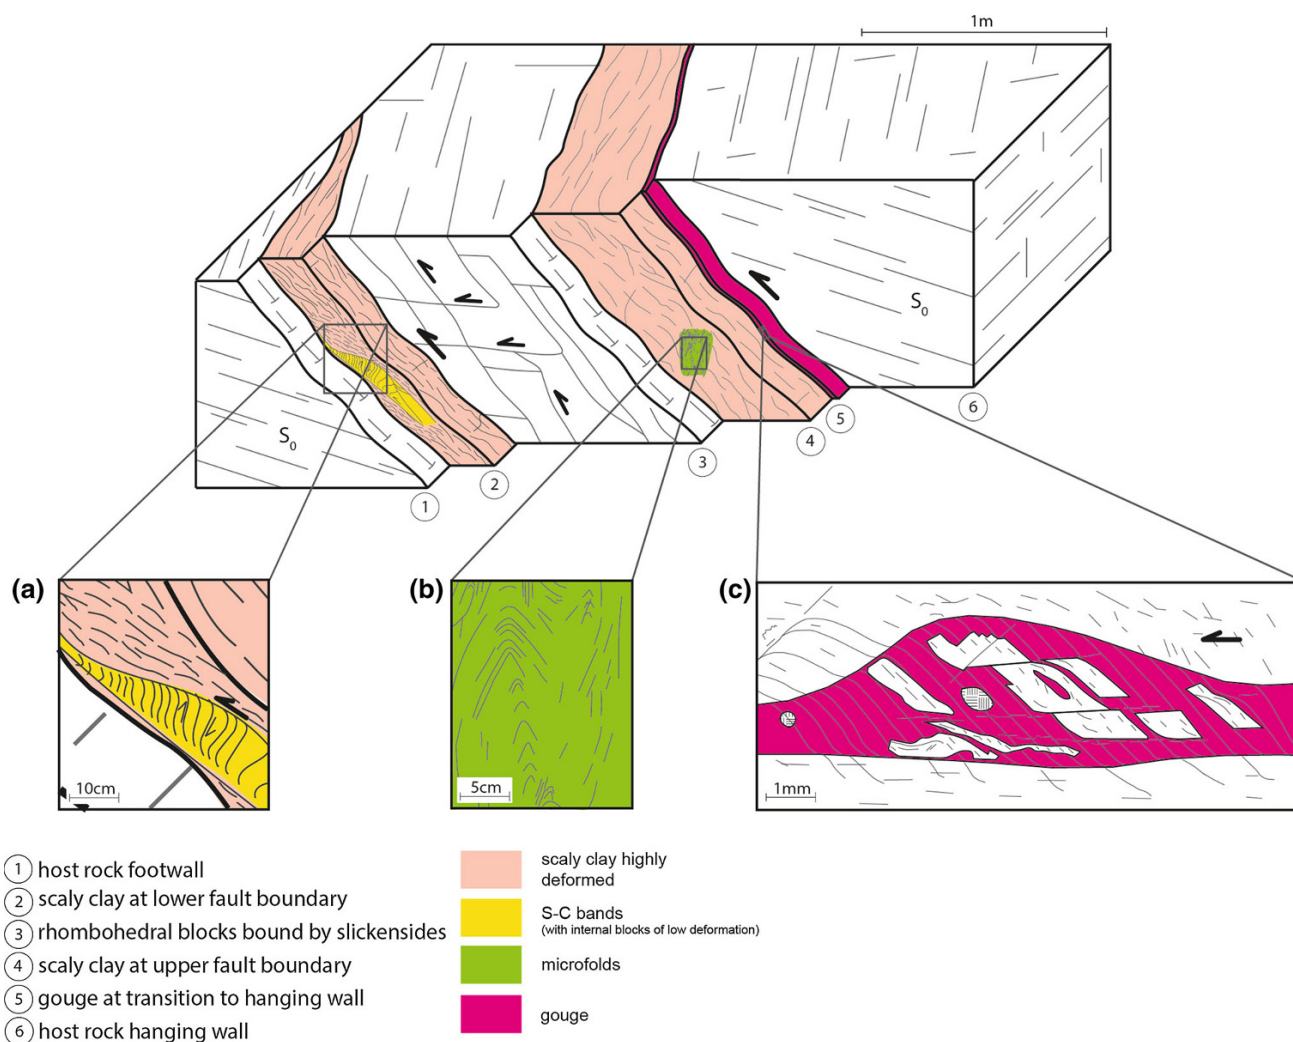 1m
S0
S0
1
2
3
4
5
6
(a)
10cm
(b)
5cm
(c)
1mm
1 host rock footwall
2 scaly clay at lower fault boundary
3 rhombohedral blocks bound by slickensides
4 scaly clay at upper fault boundary
5 gouge at transition to hanging wall
6 host rock hanging wall
scaly clay highly
deformed
S-C bands
(with internal blocks of low deformation)
microfolds
gouge